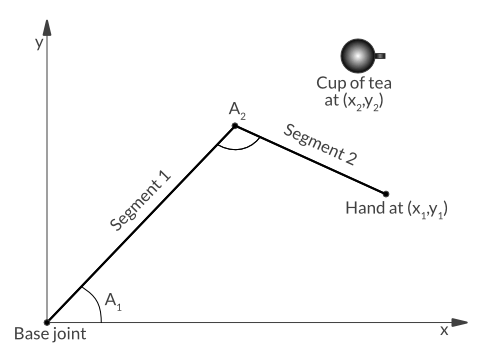 y
Cup of tea
at (x₂,y₂)
A₂
Segment 2
Segment 1
Hand at (x₁,y₁)
A₁
x
Base joint